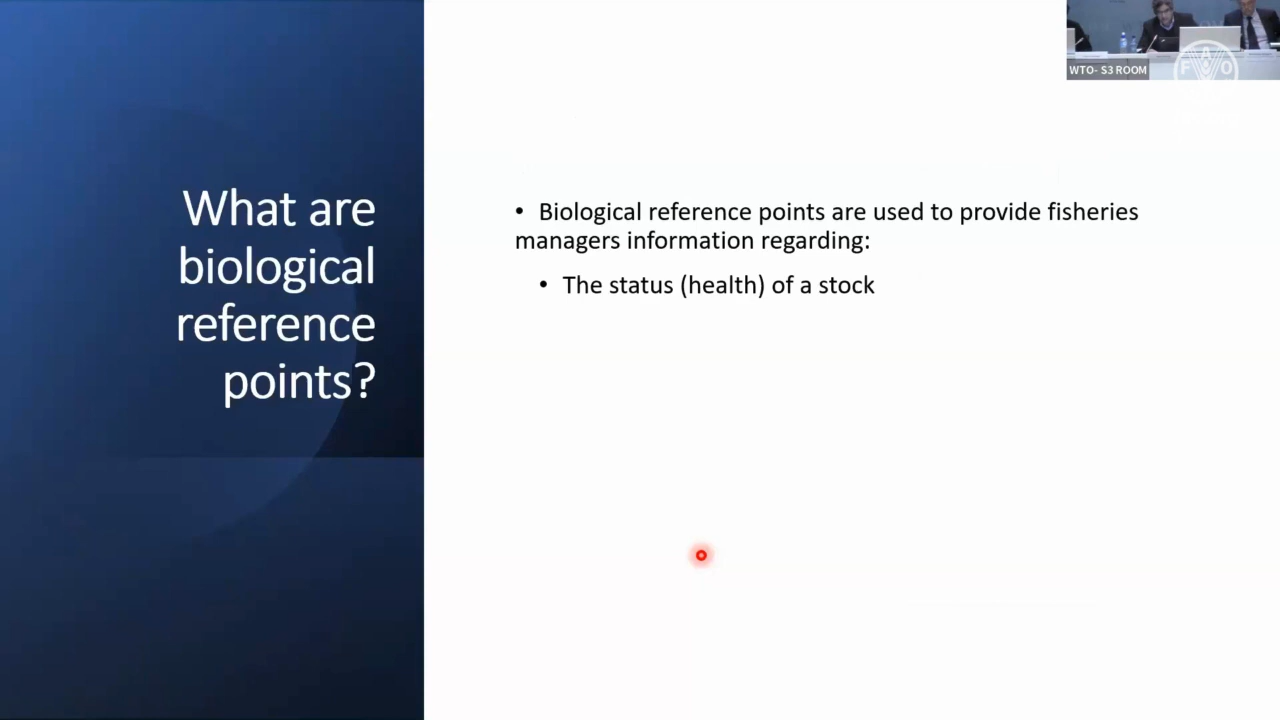 What are
biological
reference
points?
• Biological reference points are used to provide fisheries
managers information regarding:
• The status (health) of a stock
WTO- S3 ROOM
FAO